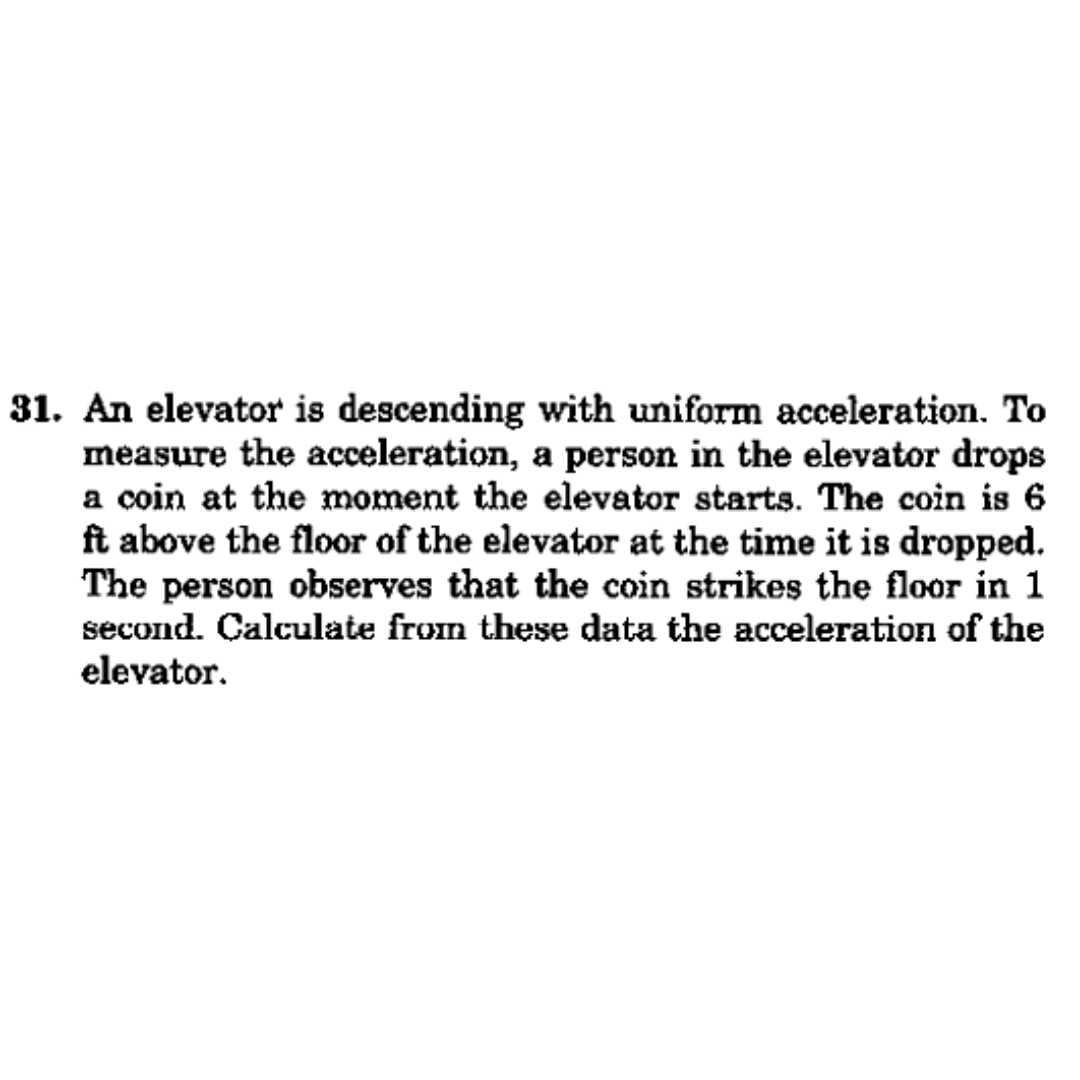 31. An elevator is descending with uniform acceleration. To
measure the acceleration, a person in the elevator drops
a coin at the moment the elevator starts. The coin is 6
ft above the floor of the elevator at the time it is dropped.
The person observes that the coin strikes the floor in 1
second. Calculate from these data the acceleration of the
elevator.